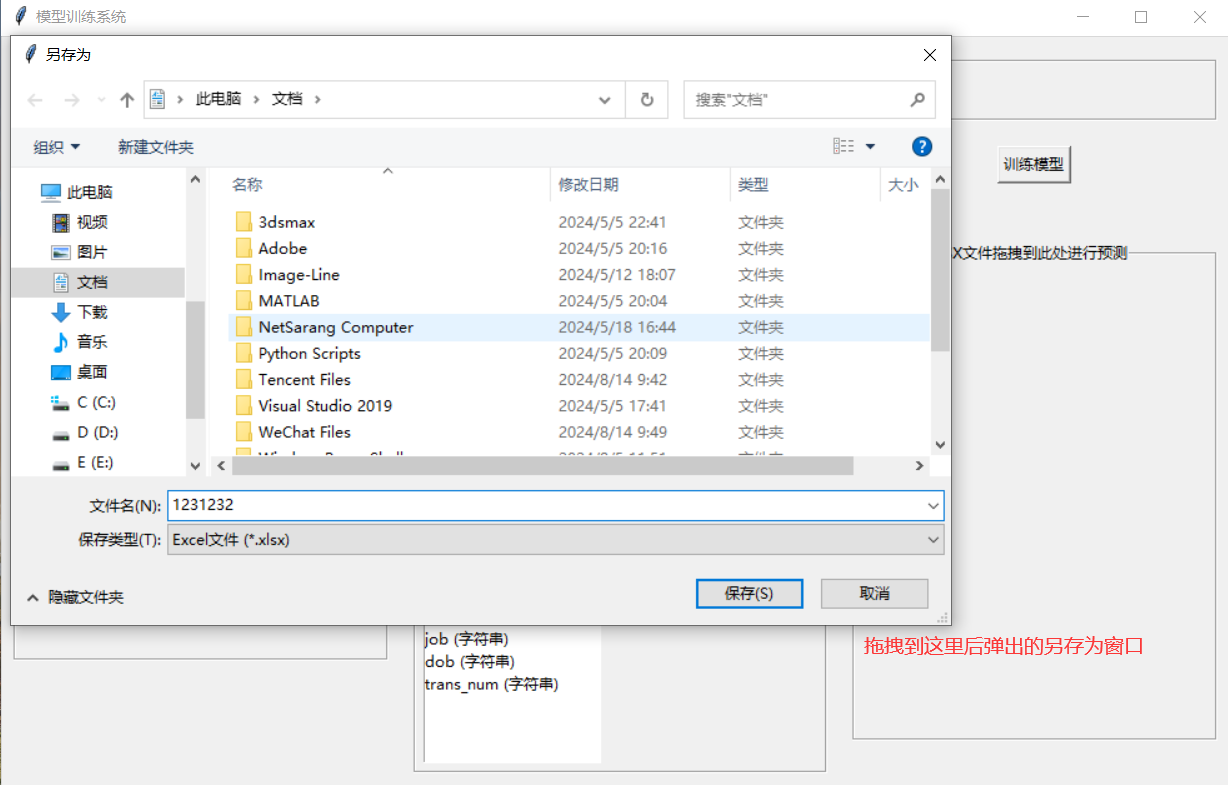 模型训练系统
另存为
此电脑 > 文档 >
搜索"文档"
组织
新建文件夹
训练模型
此电脑
视频
图片
文档
下载
音乐
桌面
C (C:)
D (D:)
E (E:)
名称 修改日期 类型 大小
3dsmax 2024/5/5 22:41 文件夹
Adobe 2024/5/5 20:16 文件夹
Image-Line 2024/5/12 18:07 文件夹
MATLAB 2024/5/5 20:04 文件夹
NetSarang Computer 2024/5/18 16:44 文件夹
Python Scripts 2024/5/5 20:09 文件夹
Tencent Files 2024/8/14 9:42 文件夹
Visual Studio 2019 2024/5/5 17:41 文件夹
WeChat Files 2024/8/14 9:49 文件夹
X文件拖拽到此处进行预测
文件名(N): 1231232
保存类型(T): Excel文件 (*.xlsx)
隐藏文件夹
保存(S)
取消
job (字符串)
dob (字符串)
trans_num (字符串)
拖拽到这里后弹出的另存为窗口